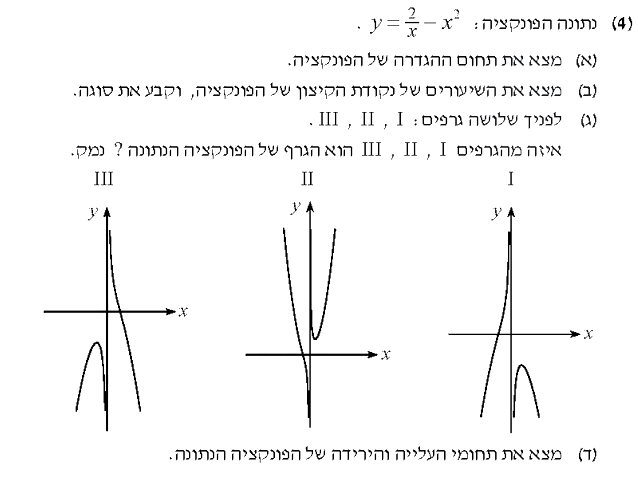 (4) נתונה הפונקציה: y = 2/x − x² .
(א) מצא את תחום ההגדרה של הפונקציה.
(ב) מצא את השיעורים של נקודת הקיצון של הפונקציה, וקבע את סוגה.
(ג) לפניך שלושה גרפים: I , II , III .
איזה מהגרפים I , II , III הוא הגרף של הפונקציה הנתונה? נמק.
III II I
y y y
x x x
(ד) מצא את תחומי העלייה והירידה של הפונקציה הנתונה.